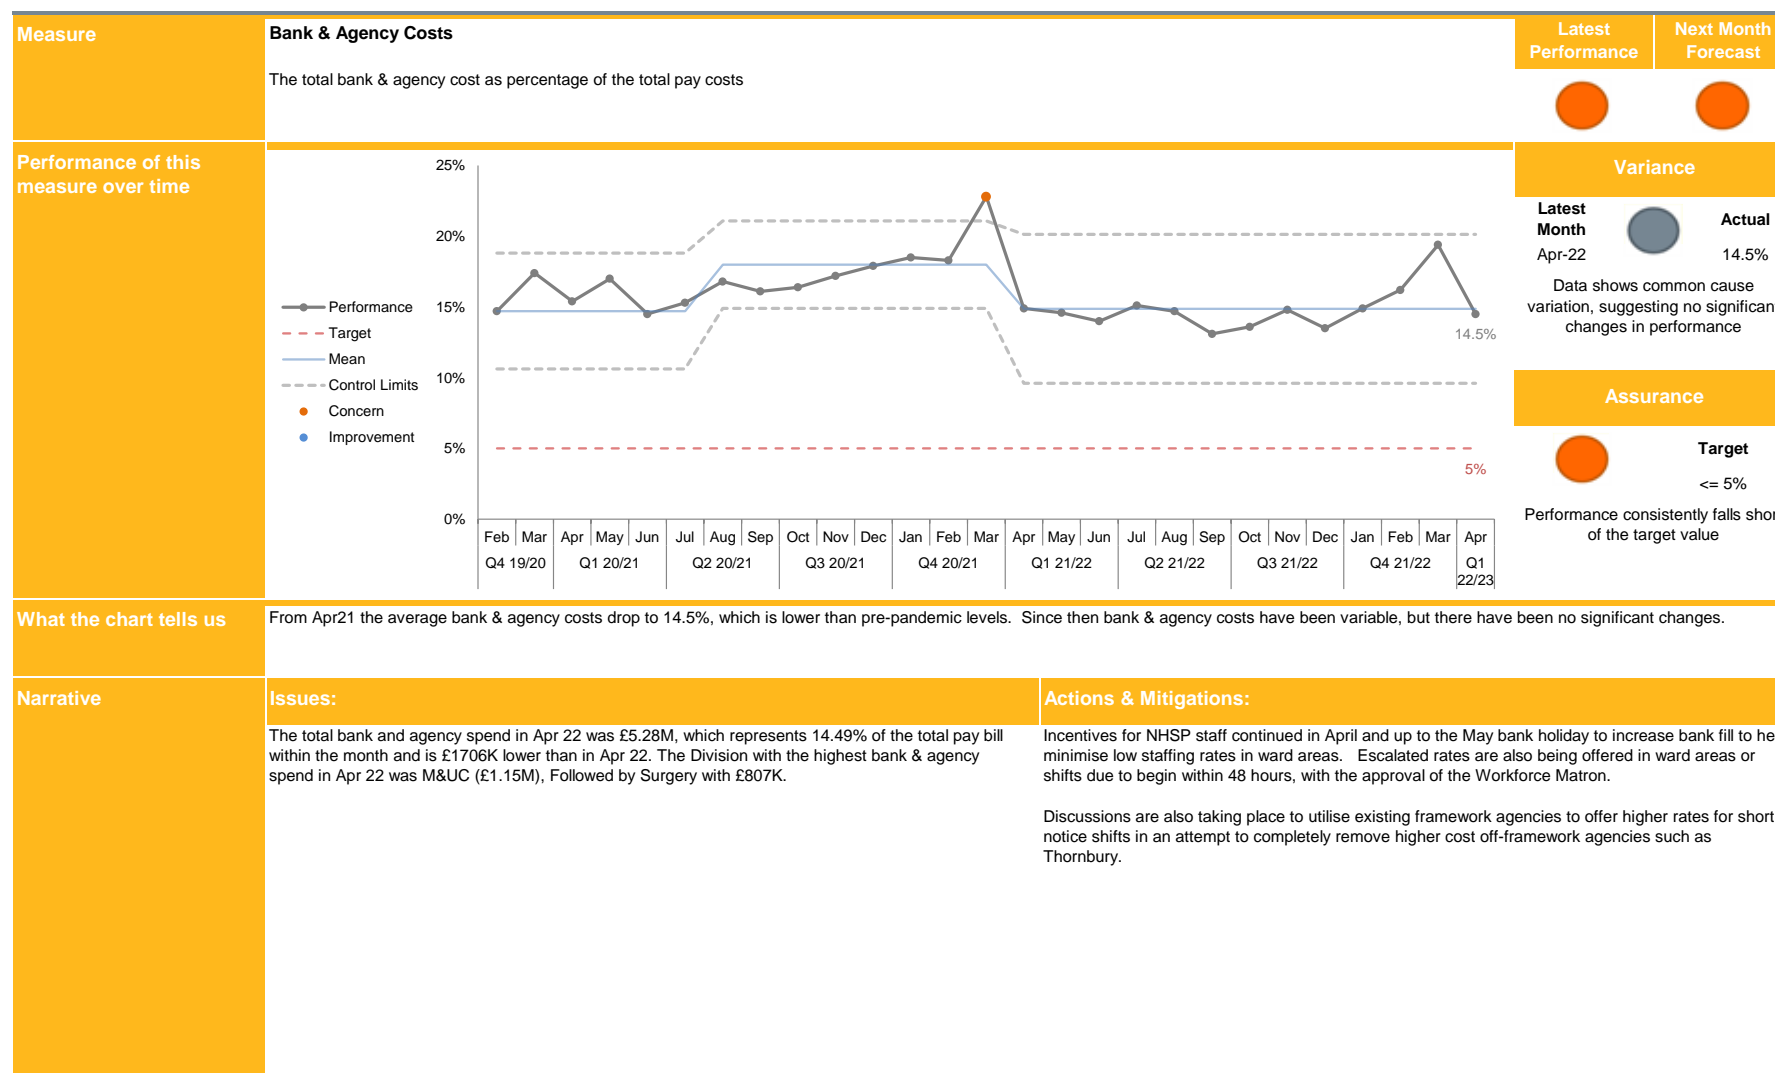 Measure
Bank & Agency Costs
The total bank & agency cost as percentage of the total pay costs
Latest
Performance
Next Month
Forecast
Performance of this
measure over time
25%
20%
15%
10%
5%
0%
Performance
Target
Mean
Control Limits
Concern
Improvement
14.5%
5%
Feb Mar Apr May Jun Jul Aug Sep Oct Nov Dec Jan Feb Mar Apr May Jun Jul Aug Sep Oct Nov Dec Jan Feb Mar Apr
Q4 19/20 Q1 20/21 Q2 20/21 Q3 20/21 Q4 20/21 Q1 21/22 Q2 21/22 Q3 21/22 Q4 21/22 Q1
22/23
Variance
Latest
Month
Actual
Apr-22 14.5%
Data shows common cause
variation, suggesting no significan
changes in performance
Assurance
Target
<= 5%
Performance consistently falls shor
of the target value
What the chart tells us
From Apr21 the average bank & agency costs drop to 14.5%, which is lower than pre-pandemic levels. Since then bank & agency costs have been variable, but there have been no significant changes.
Narrative
Issues:
The total bank and agency spend in Apr 22 was £5.28M, which represents 14.49% of the total pay bill
within the month and is £1706K lower than in Apr 22. The Division with the highest bank & agency
spend in Apr 22 was M&UC (£1.15M), Followed by Surgery with £807K.
Actions & Mitigations:
Incentives for NHSP staff continued in April and up to the May bank holiday to increase bank fill to he
minimise low staffing rates in ward areas. Escalated rates are also being offered in ward areas or
shifts due to begin within 48 hours, with the approval of the Workforce Matron.
Discussions are also taking place to utilise existing framework agencies to offer higher rates for short
notice shifts in an attempt to completely remove higher cost off-framework agencies such as
Thornbury.